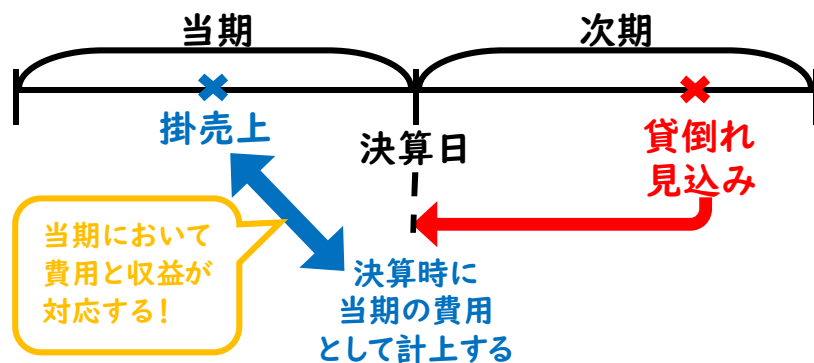 当期
次期
掛売上
決算日
貸倒れ
見込み
当期において
費用と収益が
対応する！
決算時に
当期の費用
として計上する